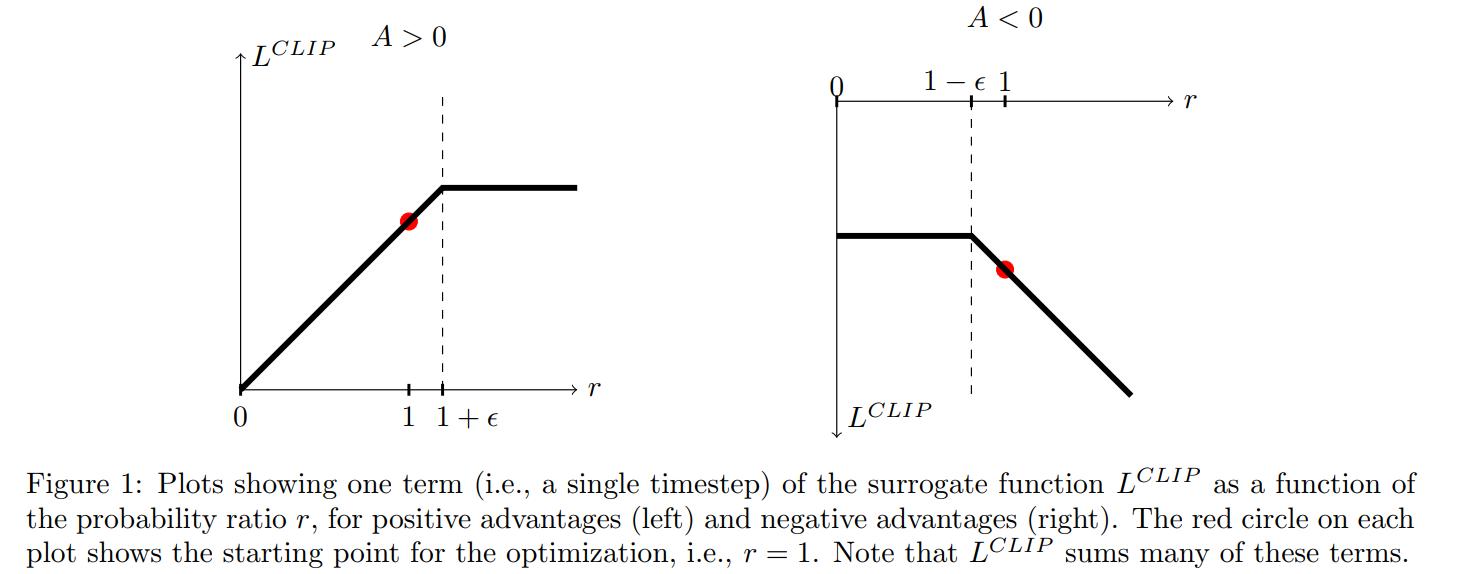 A > 0
L^{CLIP}
0
1
1 + ϵ
r
A < 0
0
1 − ϵ
1
r
L^{CLIP}
Figure 1: Plots showing one term (i.e., a single timestep) of the surrogate function L^{CLIP} as a function of
the probability ratio r, for positive advantages (left) and negative advantages (right). The red circle on each
plot shows the starting point for the optimization, i.e., r = 1. Note that L^{CLIP} sums many of these terms.